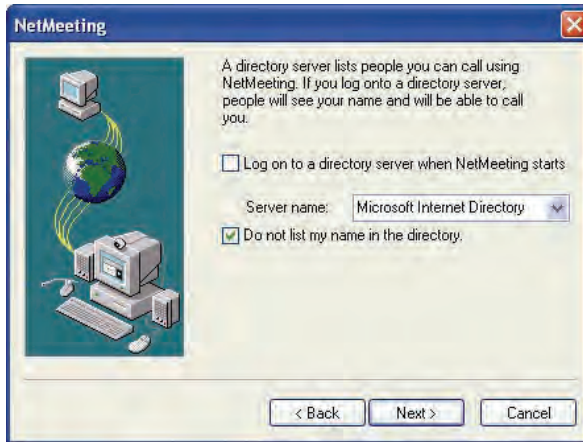 NetMeeting
A directory server lists people you can call using
NetMeeting. If you log onto a directory server,
people will see your name and will be able to call
you.
Log on to a directory server when NetMeeting starts
Server name: Microsoft Internet Directory
Do not list my name in the directory.
< Back Next > Cancel